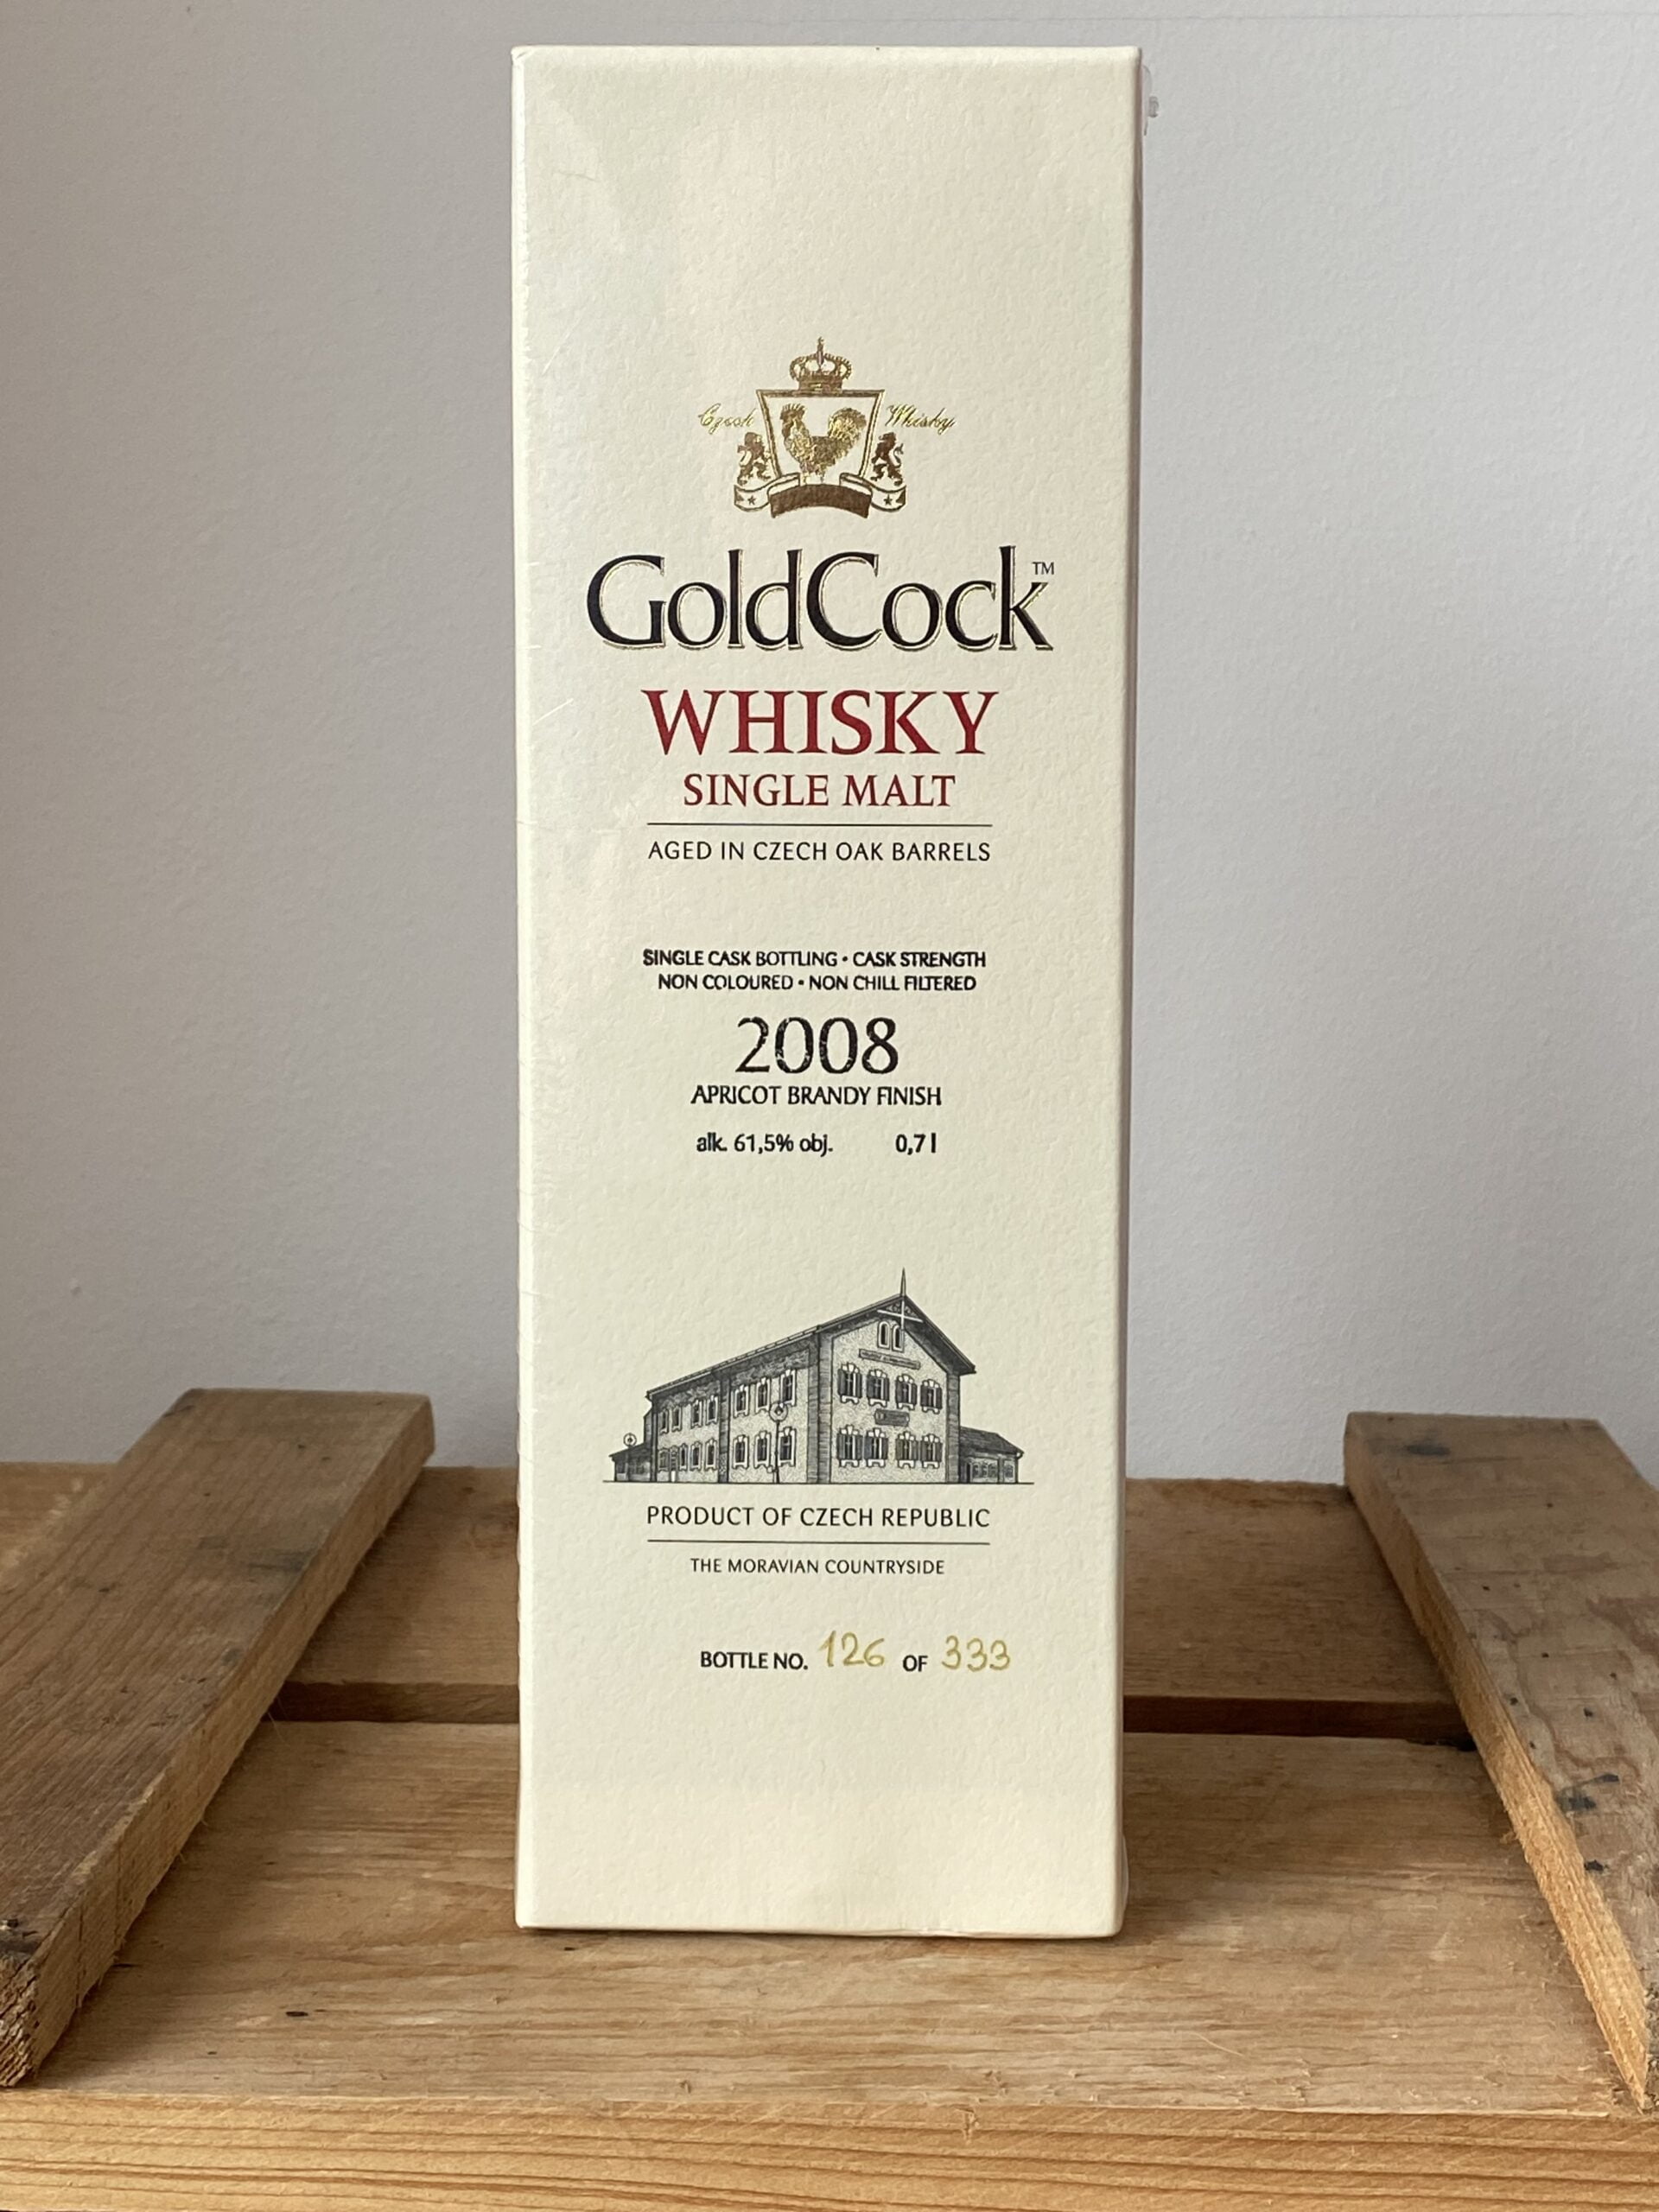 Czech Whisky
GoldCock™
WHISKY
SINGLE MALT
AGED IN CZECH OAK BARRELS
SINGLE CASK BOTTLING • CASK STRENGTH
NON COLOURED • NON CHILL FILTERED
2008
APRICOT BRANDY FINISH
alk. 61,5% obj. 0,7 l
PRODUCT OF CZECH REPUBLIC
THE MORAVIAN COUNTRYSIDE
BOTTLE NO. 126 OF 333